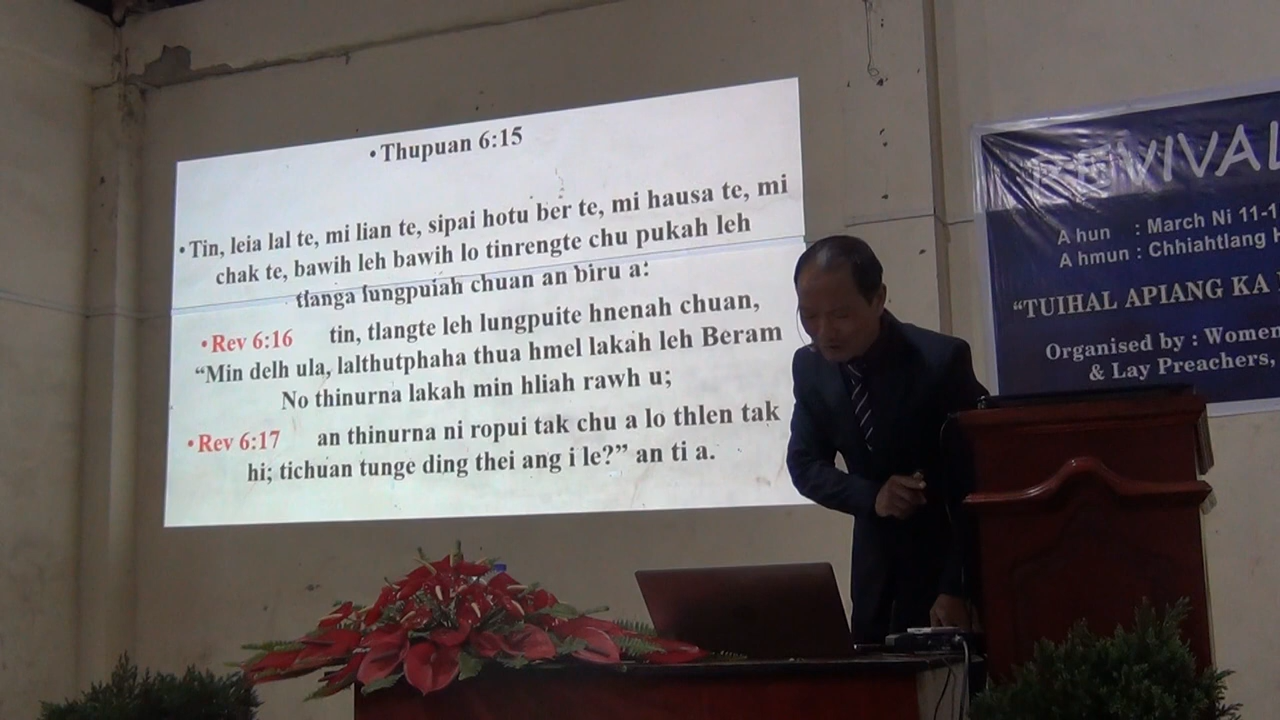 •Thupuan 6:15
•Tin, leia lal te, mi lian te, sipai hotu ber te, mi hausa te, mi
chak te, bawih leh bawih lo tinrengte chu pukah leh
tlanga lungpuiah chuan an biru a:
•Rev 6:16 tin, tlangte leh lungpuite hnenah chuan,
“Min delh ula, lalthutphaha thua hmel lakah leh Beram
No thinurna lakah min hliah rawh u;
•Rev 6:17 an thinurna ni ropui tak chu a lo thlen tak
hi; tichuan tunge ding thei ang i le?” an ti a.
REVIVAL
A hun : March Ni 11-1
A hmun : Chhiahtlang H
“TUIHAL APIANG KA
Organised by : Women
& Lay Preachers,